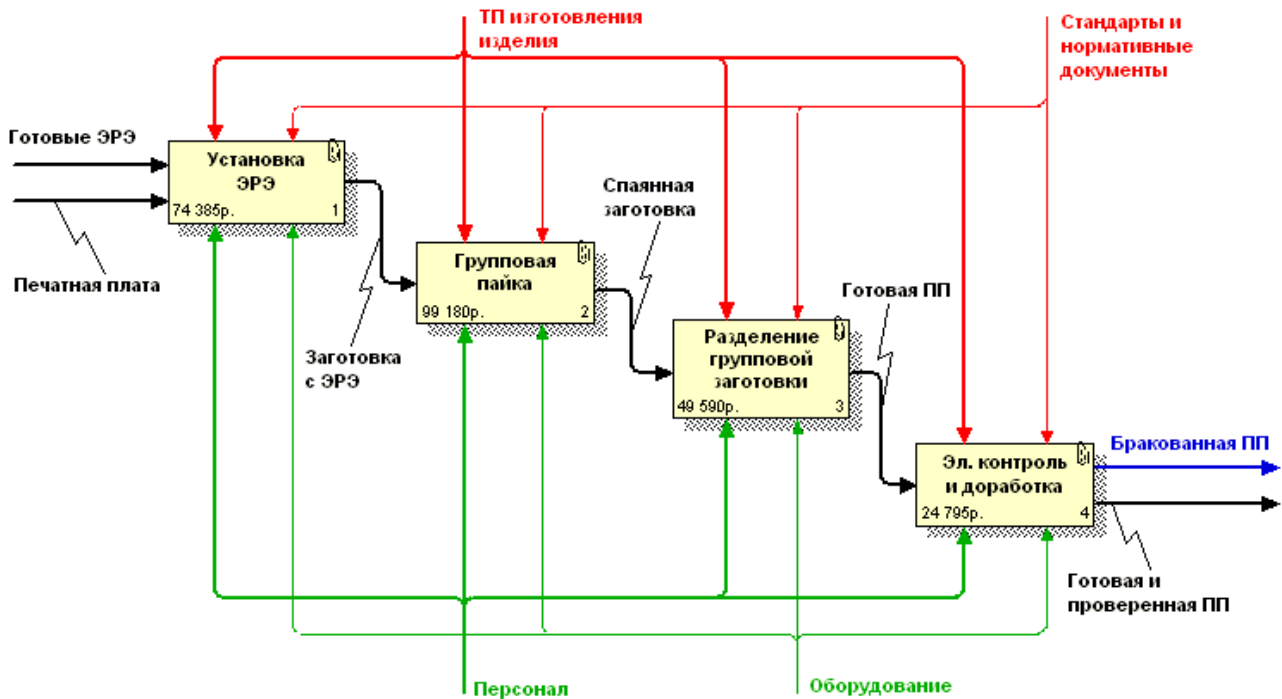 ТП изготовления
изделия
Стандарты и
нормативные
документы
Готовые ЭРЭ
Установка
ЭРЭ
74 385р. 1
Печатная плата
Спаянная
заготовка
Групповая
пайка
99 180р. 2
Заготовка
с ЭРЭ
Готовая ПП
Разделение
групповой
заготовки
49 590р. 3
Бракованная ПП
Эл. контроль
и доработка
24 795р. 4
Готовая и
проверенная ПП
Персонал
Оборудование